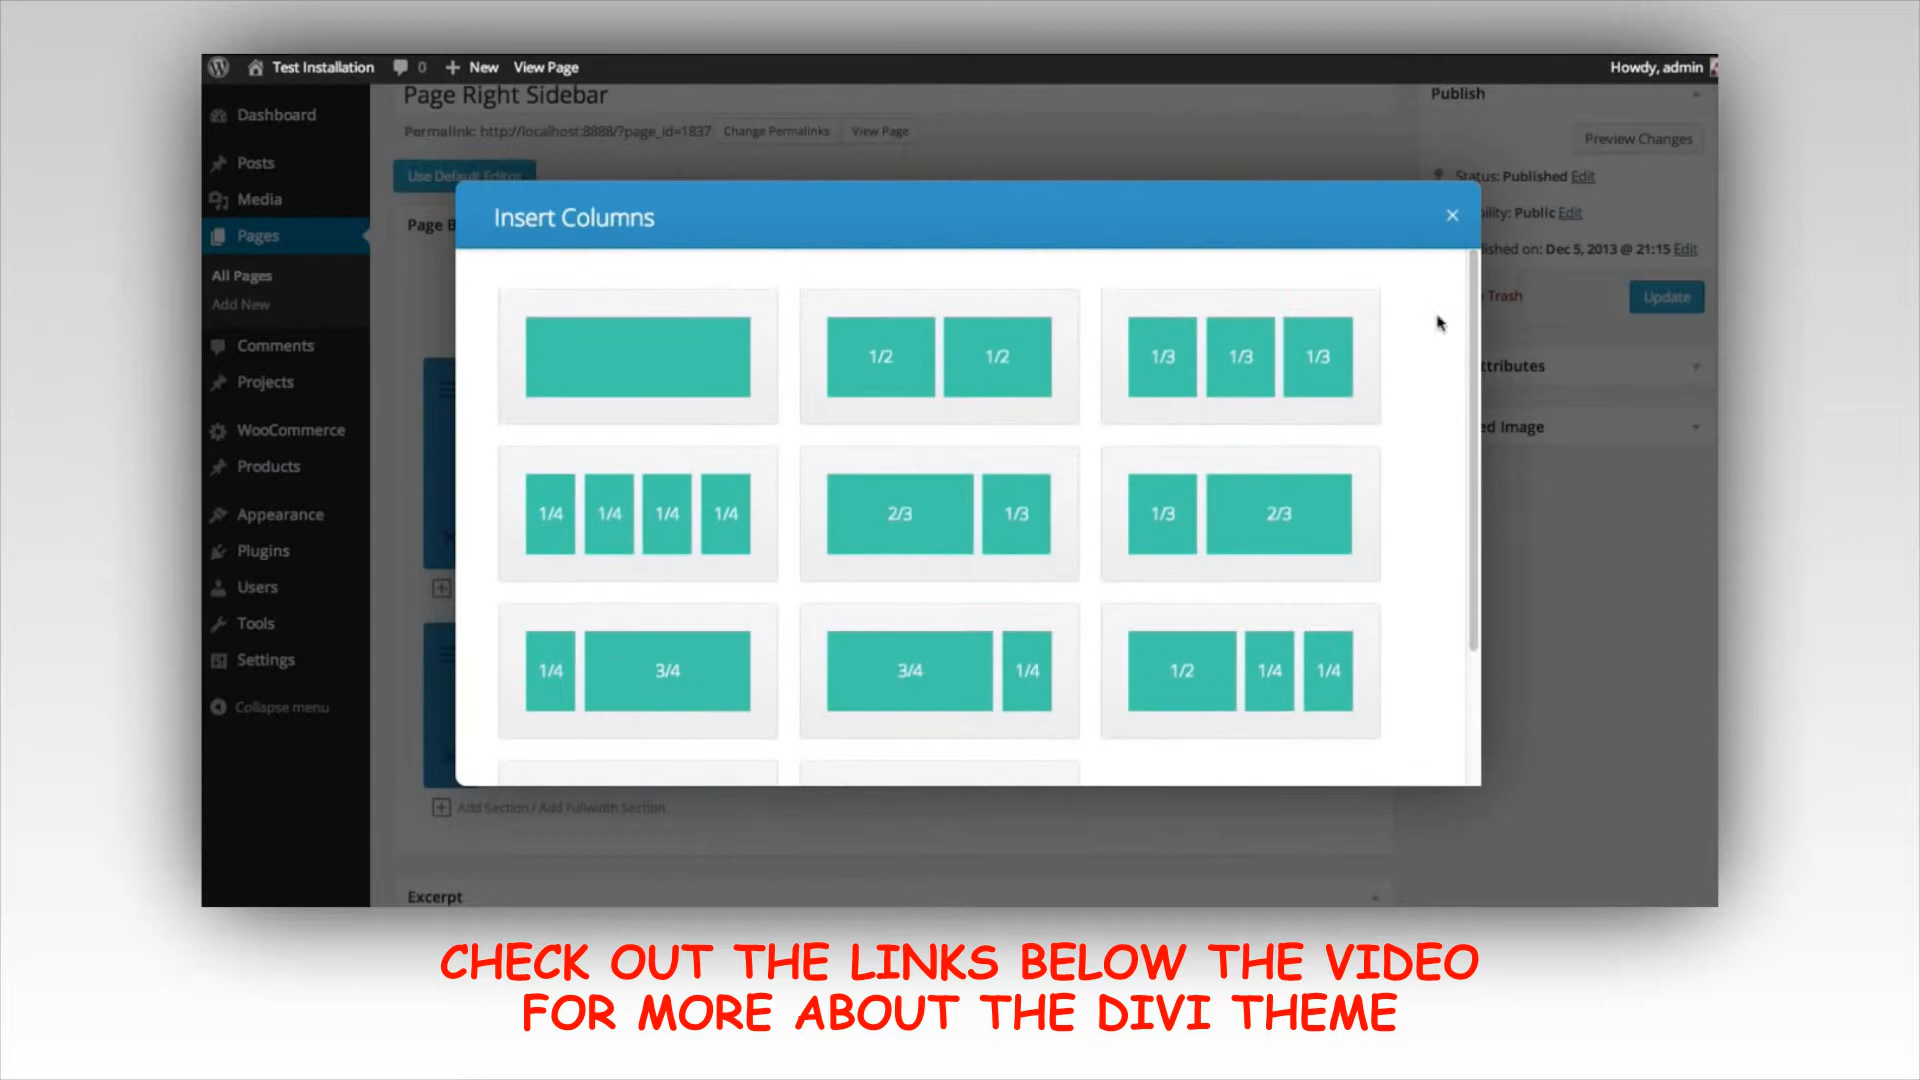 Test Installation 0 New View Page Howdy, admin
Dashboard
Posts
Media
Pages
All Pages
Add New
Comments
Projects
WooCommerce
Products
Appearance
Plugins
Users
Tools
Settings
Collapse menu
Page Right Sidebar
Permalink: http://localhost:8888/?page_id=1837 Change Permalinks View Page
Use Default Editor
Page B
Insert Columns ×
1/2 1/2
1/3 1/3 1/3
1/4 1/4 1/4 1/4
2/3 1/3
1/3 2/3
1/4 3/4
3/4 1/4
1/2 1/4 1/4
Add Section / Add Fullwidth Section
Excerpt
Publish
Preview Changes
Status: Published Edit
ility: Public Edit
lished on: Dec 5, 2013 @ 21:15 Edit
Trash Update
ttributes
ed Image
CHECK OUT THE LINKS BELOW THE VIDEO
FOR MORE ABOUT THE DIVI THEME